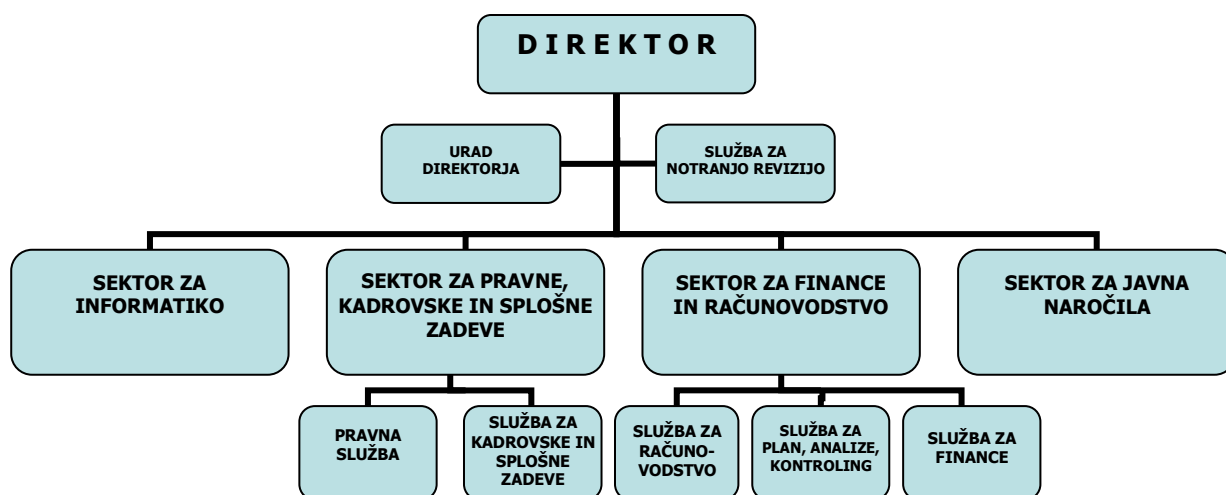 D I R E K T O R
URAD
DIREKTORJA
SLUŽBA ZA
NOTRANJO REVIZIJO
SEKTOR ZA
INFORMATIKO
SEKTOR ZA PRAVNE,
KADROVSKE IN SPLOŠNE
ZADEVE
SEKTOR ZA FINANCE
IN RAČUNOVODSTVO
SEKTOR ZA JAVNA
NAROČILA
PRAVNA
SLUŽBA
SLUŽBA ZA
KADROVSKE IN
SPLOŠNE
ZADEVE
SLUŽBA ZA
RAČUNO-
VODSTVO
SLUŽBA ZA
PLAN, ANALIZE,
KONTROLING
SLUŽBA ZA
FINANCE